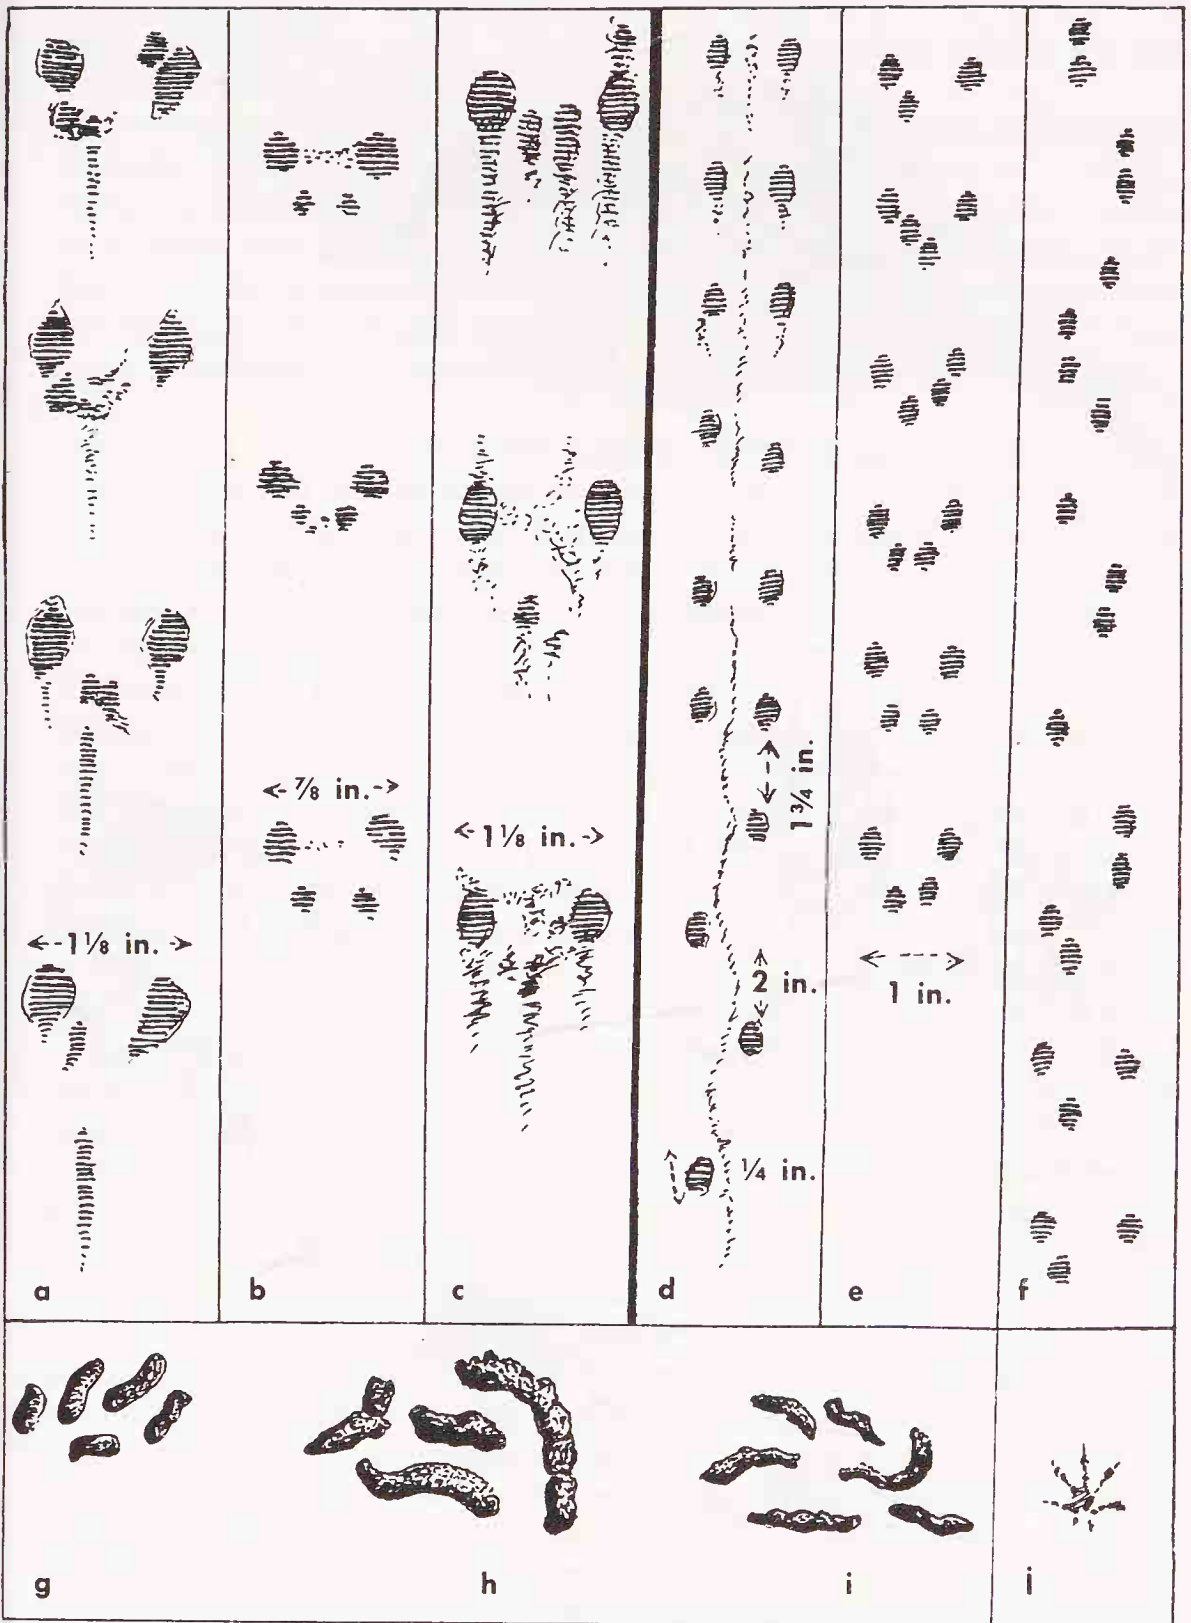 ⅞ in.
1⅛ in.
1¾ in.
1⅛ in.
2 in.
1 in.
¼ in.
a
b
c
d
e
f
g
h
i
j